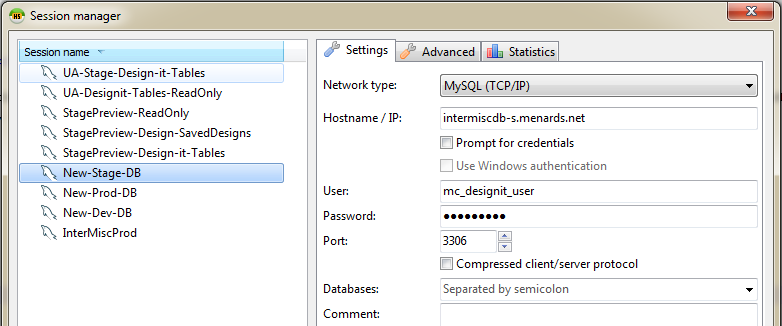 HS Session manager
Session name
UA-Stage-Design-it-Tables
UA-Designit-Tables-ReadOnly
StagePreview-ReadOnly
StagePreview-Design-SavedDesigns
StagePreview-Design-it-Tables
New-Stage-DB
New-Prod-DB
New-Dev-DB
InterMiscProd
Settings Advanced Statistics
Network type: MySQL (TCP/IP)
Hostname / IP: intermiscdb-s.menards.net
Prompt for credentials
Use Windows authentication
User: mc_designit_user
Password: ●●●●●●●●●
Port: 3306
Compressed client/server protocol
Databases: Separated by semicolon
Comment: